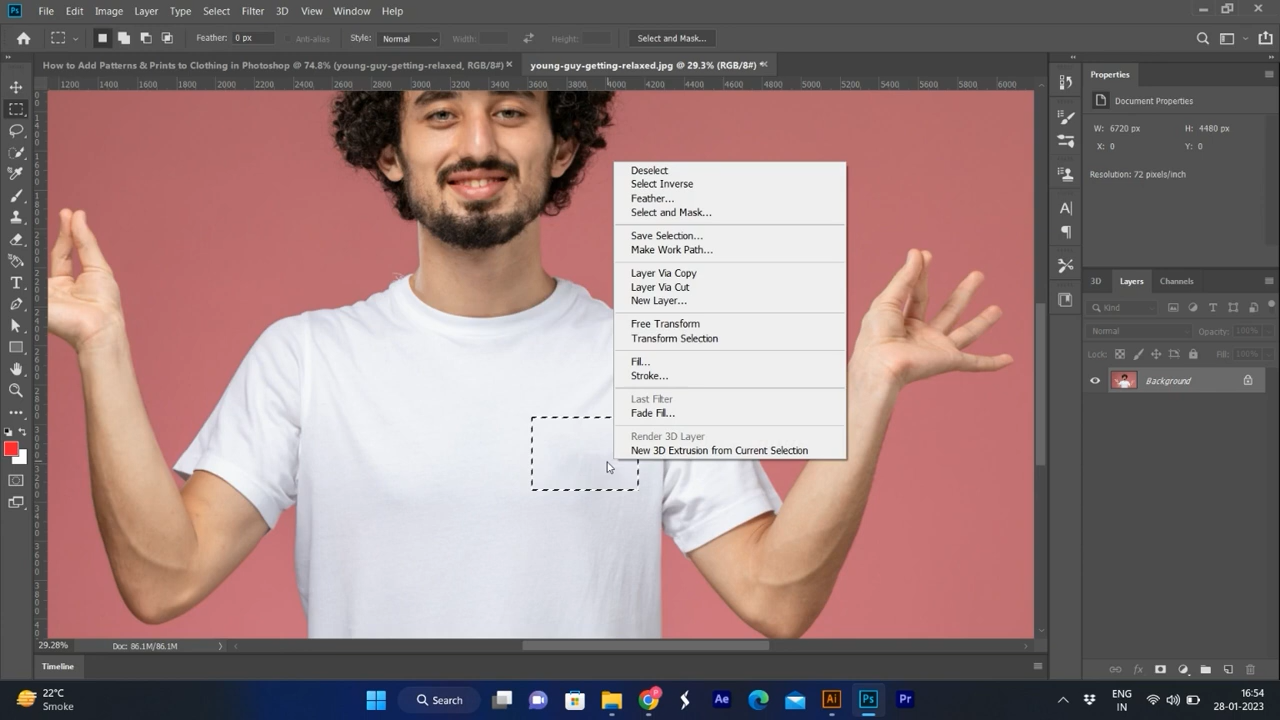 Ps File Edit Image Layer Type Select Filter 3D View Window Help
Feather: 0 px Anti-alias Style: Normal Width: Height: Select and Mask...
How to Add Patterns & Prints to Clothing in Photoshop @ 74.8% (young-guy-getting-relaxed, RGB/8#) × young-guy-getting-relaxed.jpg @ 29.3% (RGB/8#) *
1200 1400 1600 1800 2000 2200 2400 2600 2800 3000 3200 3400 3600 3800 4000 4200 4400 4600 4800 5000 5200 5400 5600 5800 6000
Properties
Document Properties
W: 6720 px H: 4480 px
X: 0 Y: 0
Resolution: 72 pixels/inch
Deselect
Select Inverse
Feather...
Select and Mask...
Save Selection...
Make Work Path...
Layer Via Copy
Layer Via Cut
New Layer...
Free Transform
Transform Selection
Fill...
Stroke...
Last Filter
Fade Fill...
Render 3D Layer
New 3D Extrusion from Current Selection
3D Layers Channels
Kind
Normal Opacity: 100%
Lock: Fill: 100%
Background
29.28% Doc: 86.1M/86.1M
Timeline
22°C
Smoke
Search
Ae
Ai
Ps
Pr
ENG
IN
16:54
28-01-2023